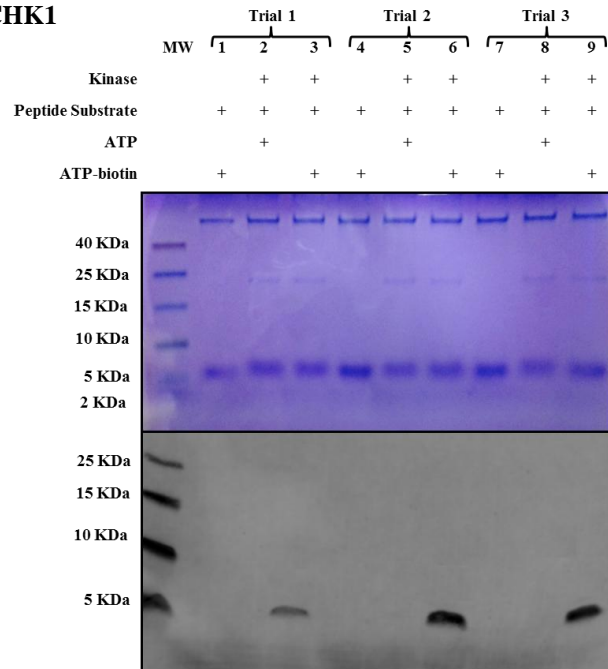 CHK1
Trial 1 Trial 2 Trial 3
MW 1 2 3 4 5 6 7 8 9
Kinase + + + + + +
Peptide Substrate + + + + + + + + +
ATP + + +
ATP-biotin + + + + + +
40 KDa
25 KDa
15 KDa
10 KDa
5 KDa
2 KDa
25 KDa
15 KDa
10 KDa
5 KDa